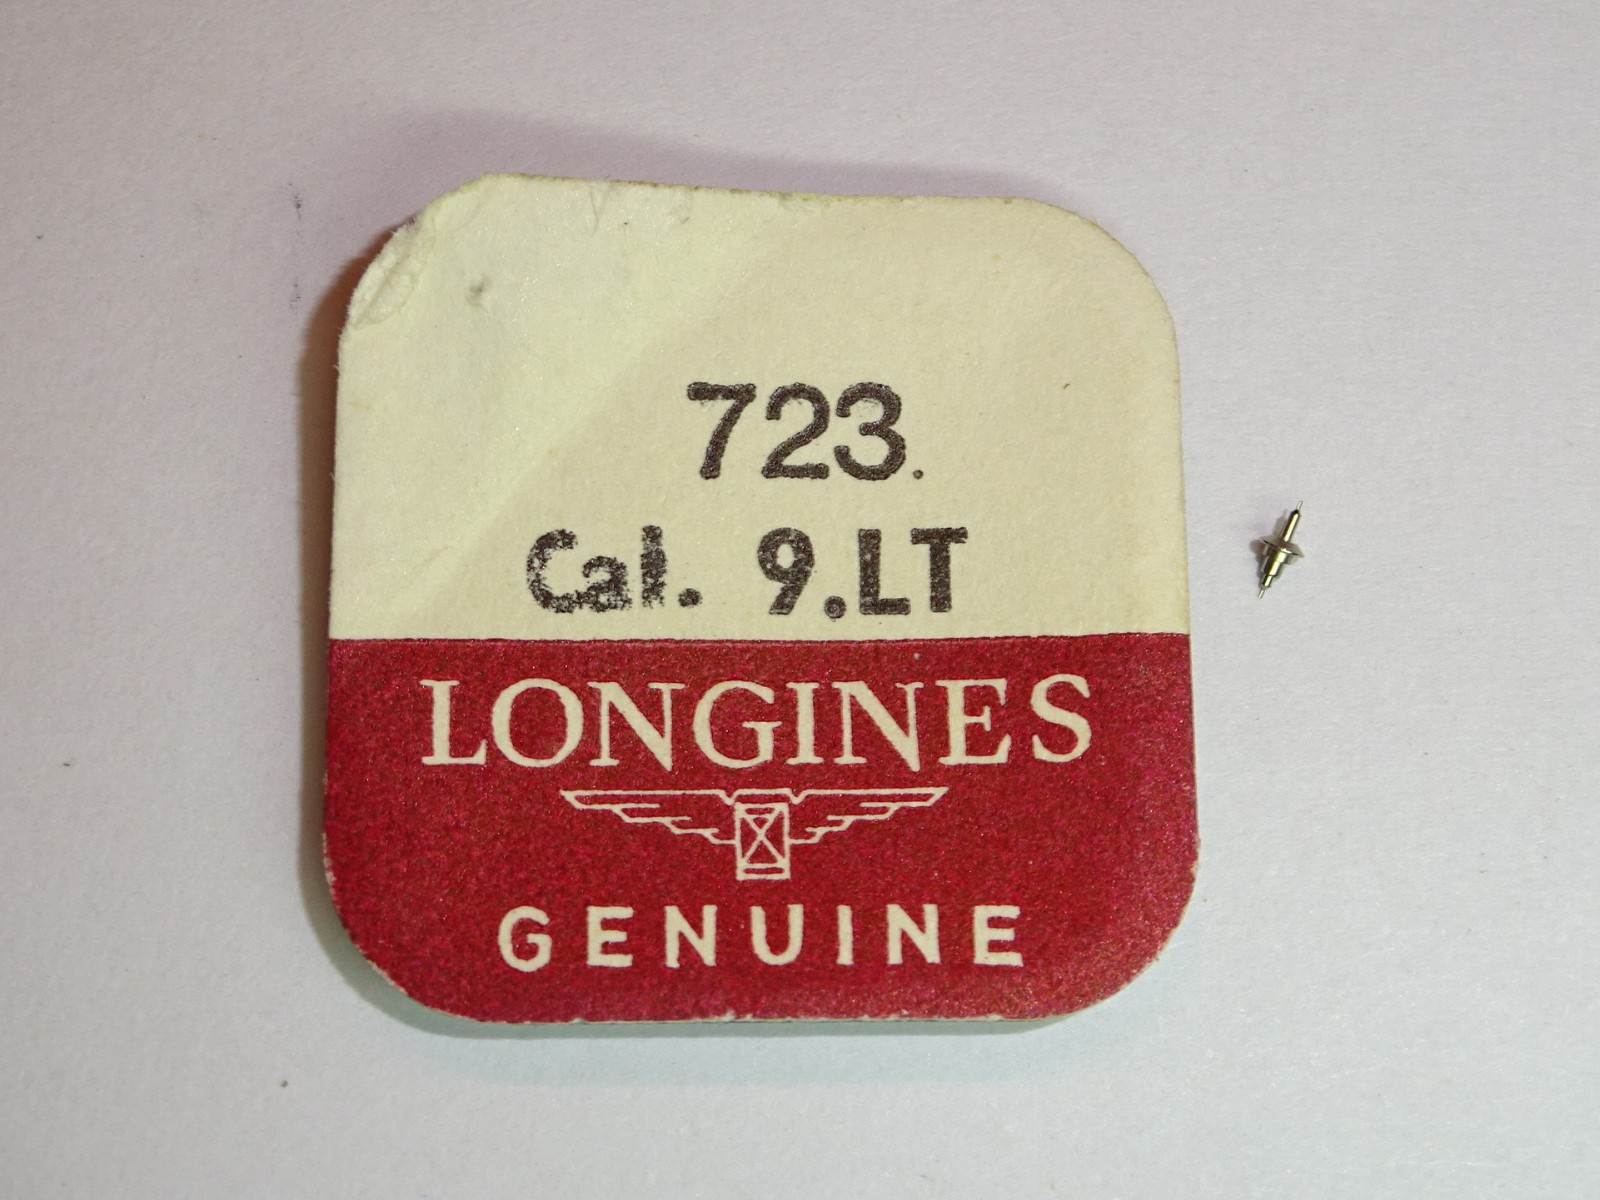 723.
Cal. 9.LT
LONGINES
GENUINE